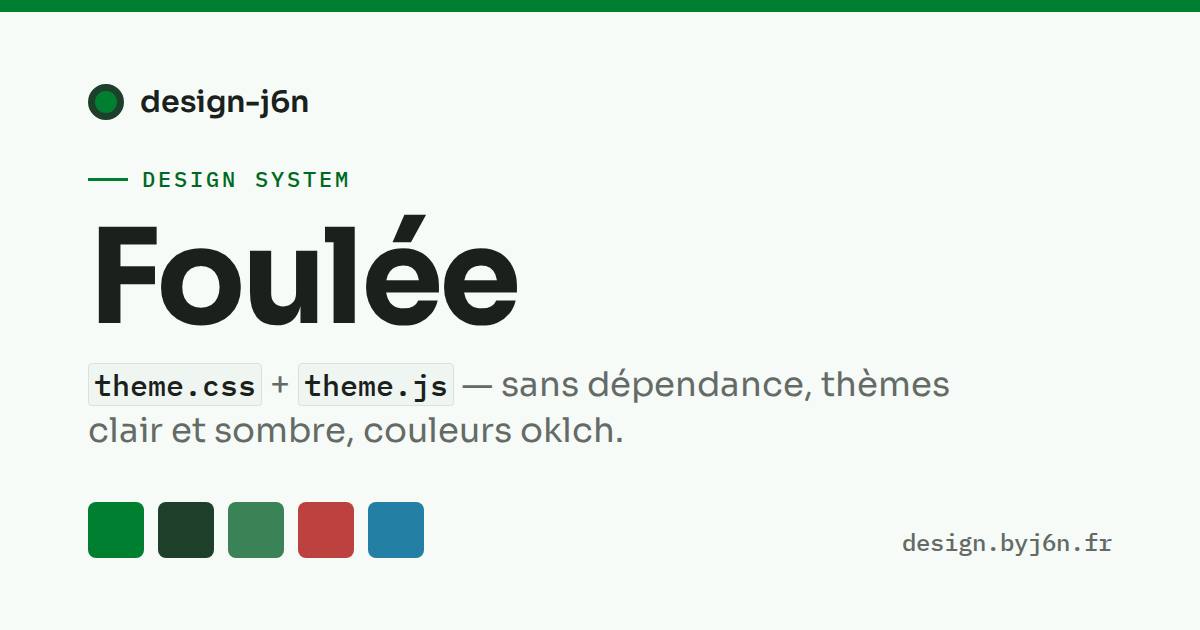 design-j6n
DESIGN SYSTEM
Foulée
theme.css + theme.js — sans dépendance, thèmes
clair et sombre, couleurs oklch.
design.byj6n.fr